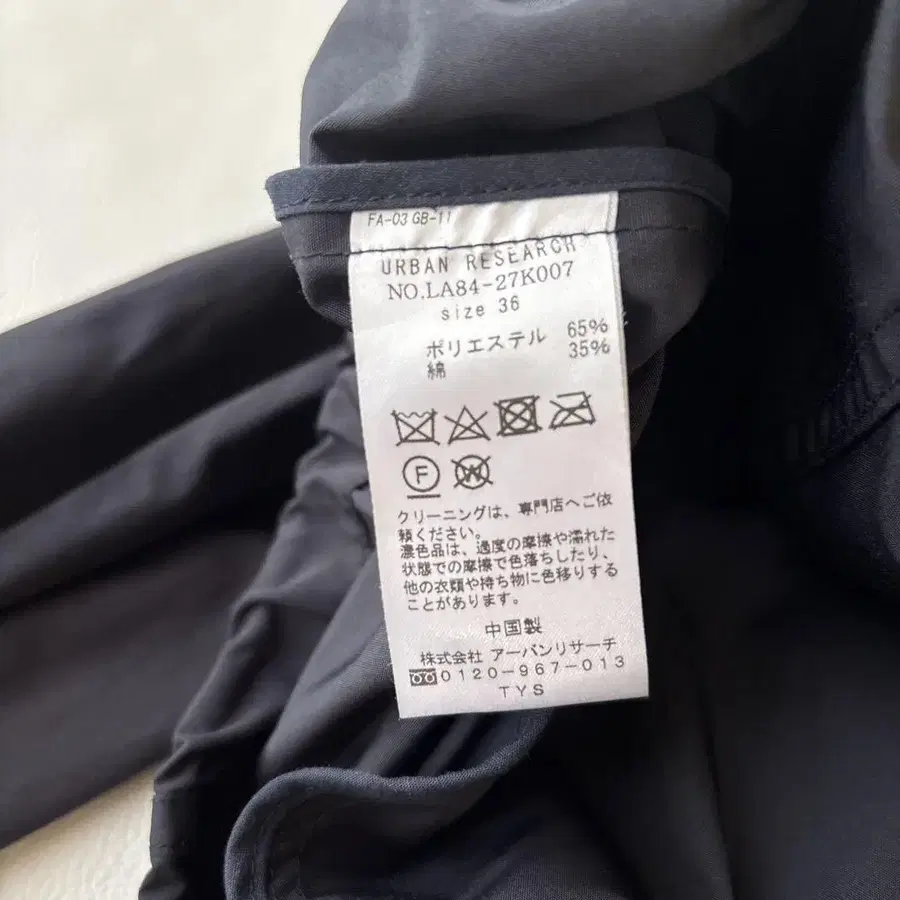 FA-03 GB-11
URBAN RESEARCH
NO.LA84-27K007
size 36
ポリエステル 65%
綿 35%
F W
クリーニングは、専門店へご依
頼ください。
濃色品は、過度の摩擦や濡れた
状態での摩擦で色落ちしたり、
他の衣類や持ち物に色移りする
ことがあります。
中国製
株式会社 アーバンリサーチ
0120-967-013
TYS